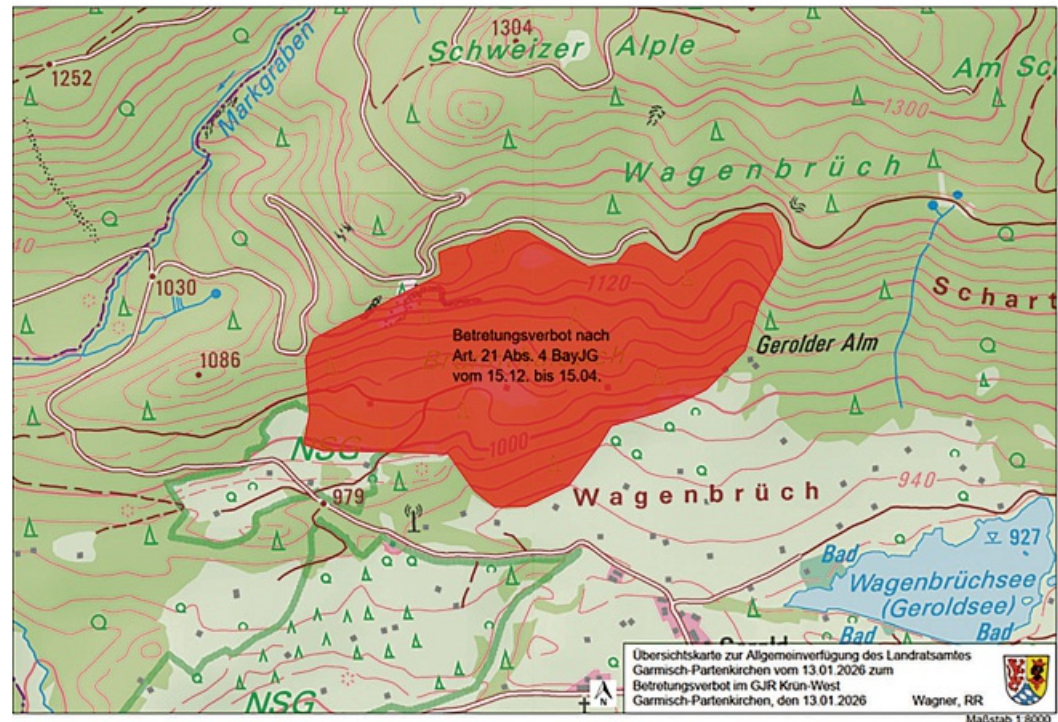 1304
Schweizer Alple
1252
Markgraben
Am Sc
1300
Wagenbrüch
40
1030
1120
Schart
Betretungsverbot nach
Art. 21 Abs. 4 BayJG
vom 15.12. bis 15.04.
Gerolder Alm
1086
1000
NSG
979
Wagenbrüch
940
927
Bad
Wagenbrüchsee
(Geroldsee)
Bad
Bad
Gerold
NSG
Übersichtskarte zur Allgemeinverfügung des Landratsamtes
Garmisch-Partenkirchen vom 13.01.2026 zum
Betretungsverbot im GJR Krün-West
Garmisch-Partenkirchen, den 13.01.2026 Wagner, RR
N
Maßstab 1:8000